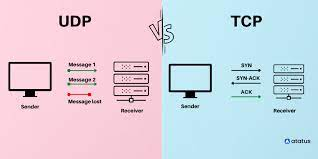 UDP
VS
TCP
Message 1
Message 2
Message lost
Sender
Receiver
SYN
SYN-ACK
ACK
Sender
Receiver
atatus